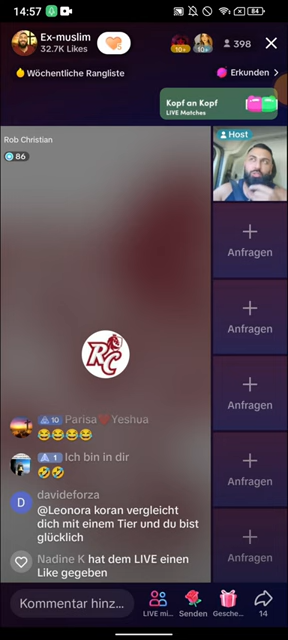 14:57
84
Ex-muslim
32.7K Likes
10+
10+
398
Wöchentliche Rangliste
Erkunden >
Kopf an Kopf
LIVE Matches
Rob Christian
86
Host
Anfragen
Anfragen
Anfragen
Anfragen
Anfragen
RC
10 Parisa❤️Yeshua
😂😂😂😂
1 Ich bin in dir
🤣🤣
D
davideforza
@Leonora koran vergleicht
dich mit einem Tier und du bist
glücklich
Nadine K hat dem LIVE einen
Like gegeben
Kommentar hinz...
LIVE mi...
Senden
Gesche...
14